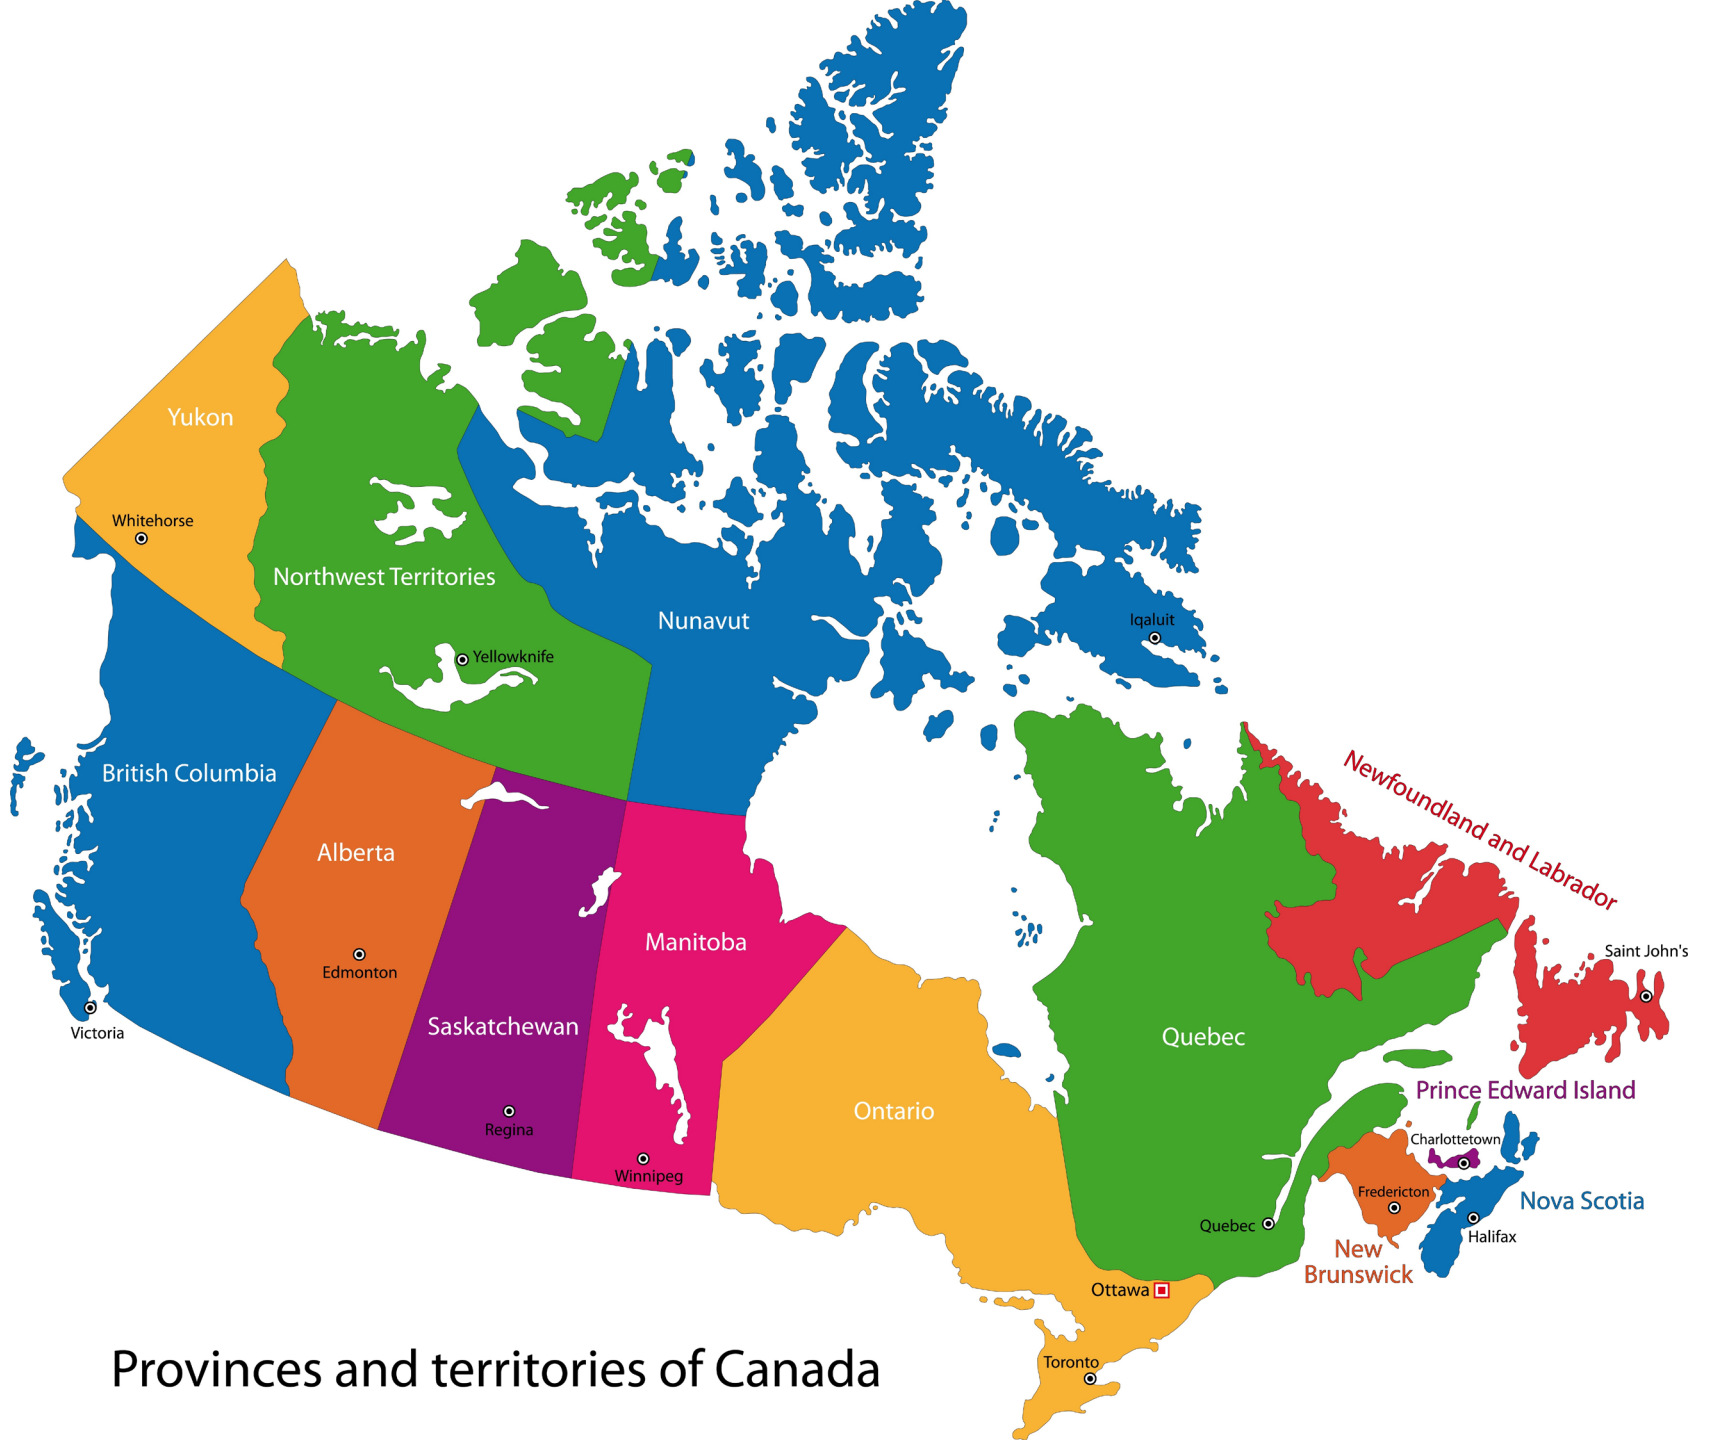 Yukon
Whitehorse
Northwest Territories
Nunavut
Iqaluit
Yellowknife
British Columbia
Newfoundland and Labrador
Alberta
Manitoba
Saint John's
Edmonton
Saskatchewan
Victoria
Quebec
Prince Edward Island
Ontario
Regina
Charlottetown
Winnipeg
Fredericton
Nova Scotia
Quebec
Halifax
New
Brunswick
Ottawa
Toronto
Provinces and territories of Canada